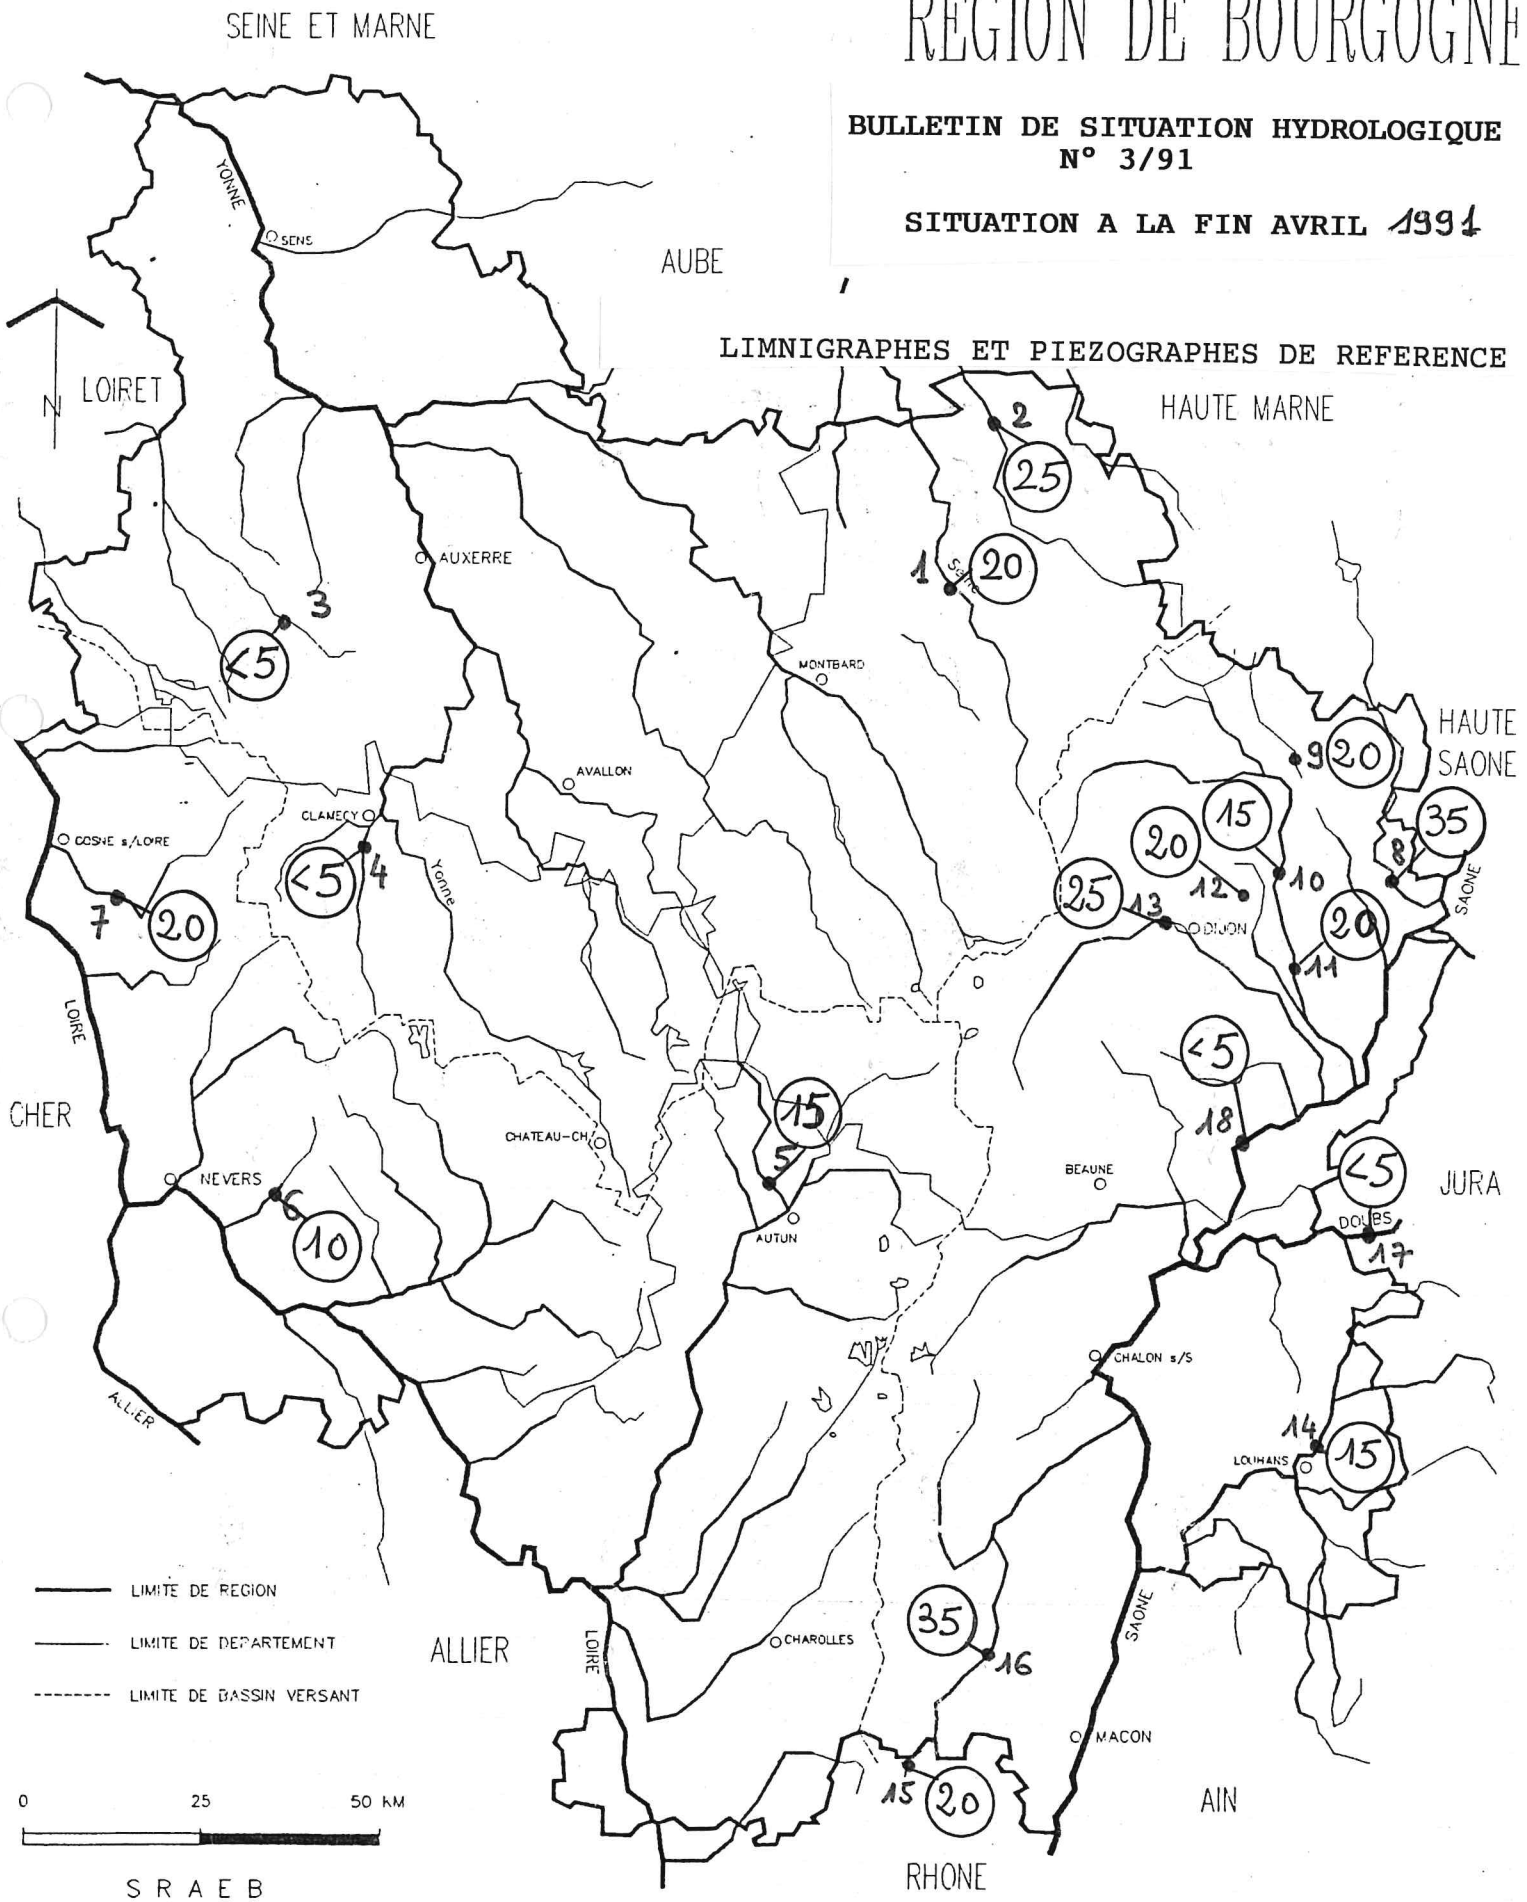 SEINE ET MARNE
REGION DE BOURGOGNE
BULLETIN DE SITUATION HYDROLOGIQUE
N° 3/91
SITUATION A LA FIN AVRIL 1991
YONNE
SENS
AUBE
LIMNIGRAPHES ET PIEZOGRAPHES DE REFERENCE
N
LOIRET
HAUTE MARNE
2
25
AUXERRE
1
Seine
20
3
<5
MONTBARD
HAUTE
SAONE
9
20
AVALLON
CLAMECY
COSNE s/LOIRE
15
35
20
8
<5
4
Yonne
25
12
10
SAONE
7
20
13
DIJON
20
11
LOIRE
<5
CHER
15
18
CHATEAU-CH
5
BEAUNE
<5
JURA
NEVERS
6
10
AUTUN
DOUBS
17
CHALON s/S
ALLIER
14
LOUHANS
15
LIMITE DE REGION
LIMITE DE DEPARTEMENT
LIMITE DE BASSIN VERSANT
ALLIER
LOIRE
CHAROLLES
35
16
SAONE
MACON
15
20
AIN
0 25 50 KM
RHONE
S R A E B